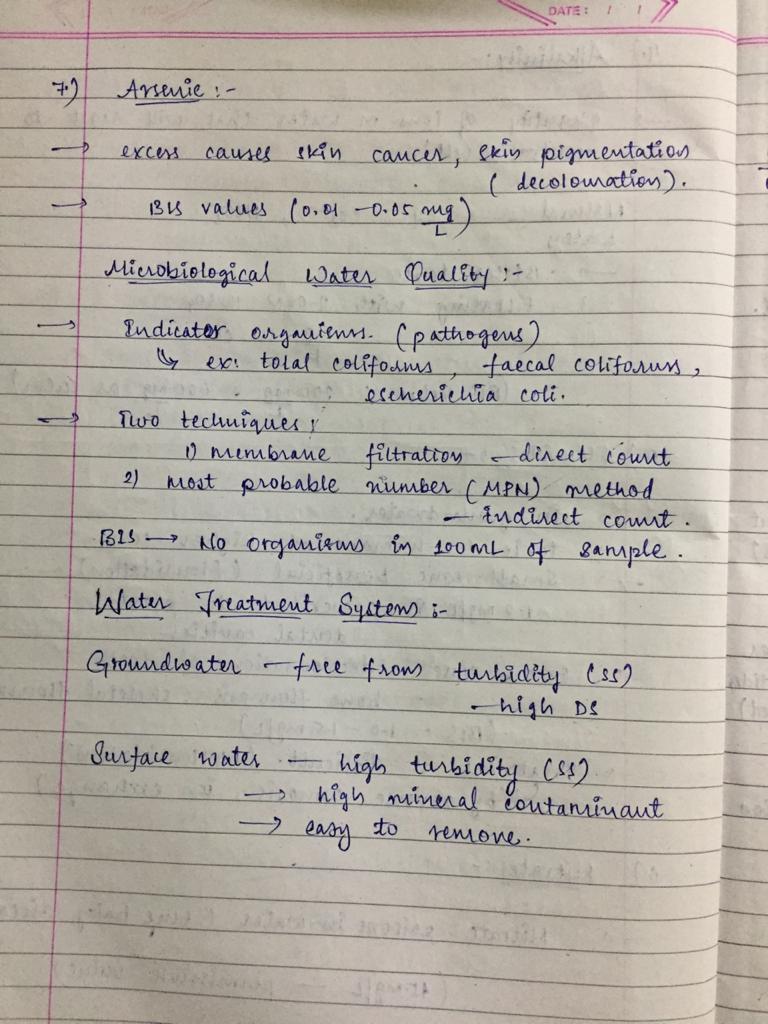 DATE: / /
7.) Arsenic :-
→ excess causes skin cancer, skin pigmentation
(decolouration).
→ BIS values (0.01 - 0.05 mg/L)
Microbiological Water Quality :-
→ Indicator organisms. (pathogens)
↳ ex: total coliforms, faecal coliforms,
escherichia coli.
→ Two techniques;
1) membrane filtration - direct count
2) most probable number (MPN) method
- indirect count.
BIS → No organisms in 100mL of sample.
Water Treatment Systems :-
Groundwater - free from turbidity (SS)
- high DS
Surface water - high turbidity (SS)
→ high mineral contaminant
→ easy to remove.